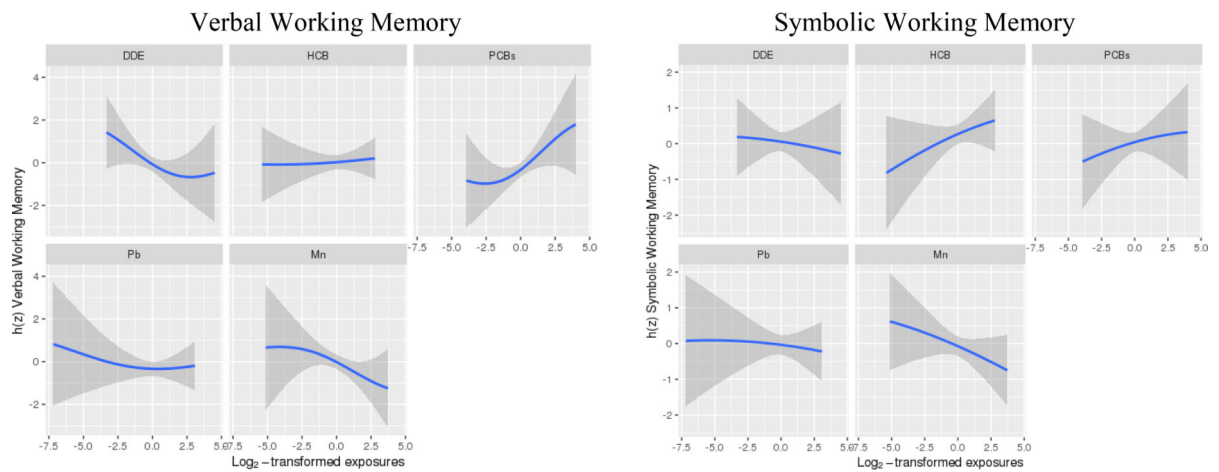 Verbal Working Memory
DDE
HCB
PCBs
4
2
0
-2
-7.5 -5.0 -2.5 0.0 2.5 5.0
Pb
Mn
4
2
0
-2
-7.5 -5.0 -2.5 0.0 2.5 5.0
-7.5 -5.0 -2.5 0.0 2.5 5.0
h(z) Verbal Working Memory
Log₂-transformed exposures
Symbolic Working Memory
DDE
HCB
PCBs
2
1
0
-1
-2
-7.5 -5.0 -2.5 0.0 2.5 5.0
Pb
Mn
2
1
0
-1
-2
-7.5 -5.0 -2.5 0.0 2.5
-7.5 -5.0 -2.5 0.0 2.5 5.0
h(z) Symbolic Working Memory
Log₂-transformed exposures